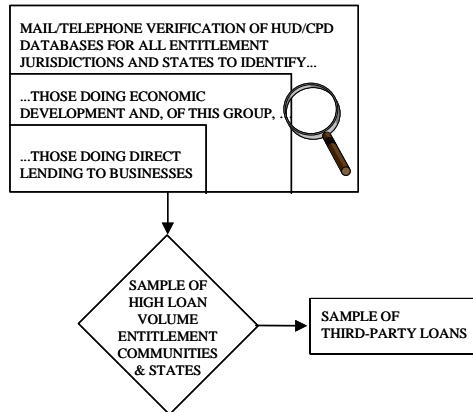 MAIL/TELEPHONE VERIFICATION OF HUD/CPD
DATABASES FOR ALL ENTITLEMENT
JURISDICTIONS AND STATES TO IDENTIFY...
...THOSE DOING ECONOMIC
DEVELOPMENT AND, OF THIS GROUP, ...
...THOSE DOING DIRECT
LENDING TO BUSINESSES
SAMPLE OF
HIGH LOAN
VOLUME
ENTITLEMENT
COMMUNITIES
& STATES
SAMPLE OF
THIRD-PARTY LOANS